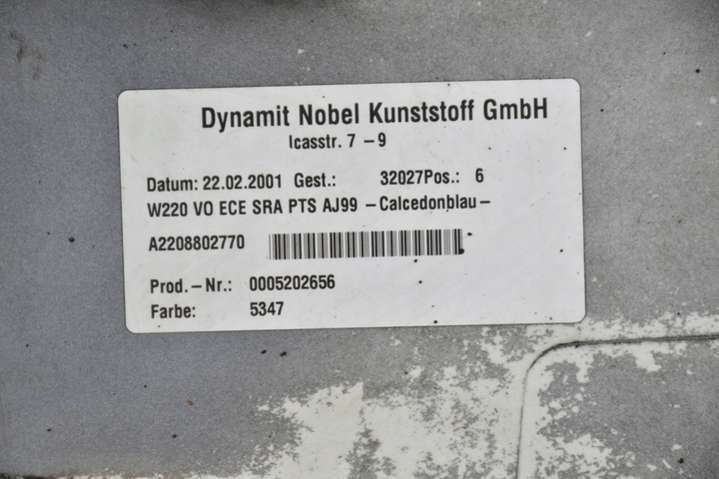 Dynamit Nobel Kunststoff GmbH
Icasstr. 7 – 9
Datum: 22.02.2001 Gest.: 32027Pos.: 6
W220 VO ECE SRA PTS AJ99 –Calcedonblau–
A2208802770
Prod.–Nr.: 0005202656
Farbe: 5347